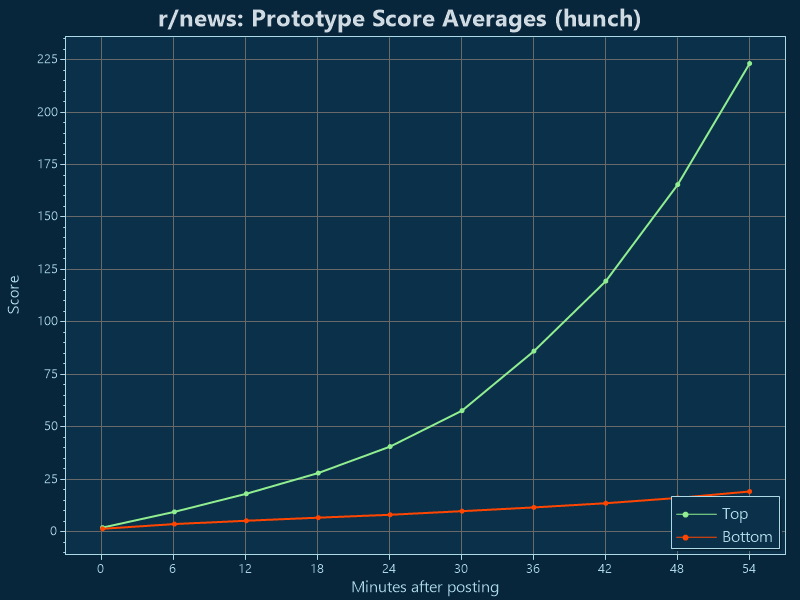 r/news: Prototype Score Averages (hunch)
225
200
175
150
125
100
75
50
25
0
Score
0 6 12 18 24 30 36 42 48 54
Minutes after posting
Top
Bottom